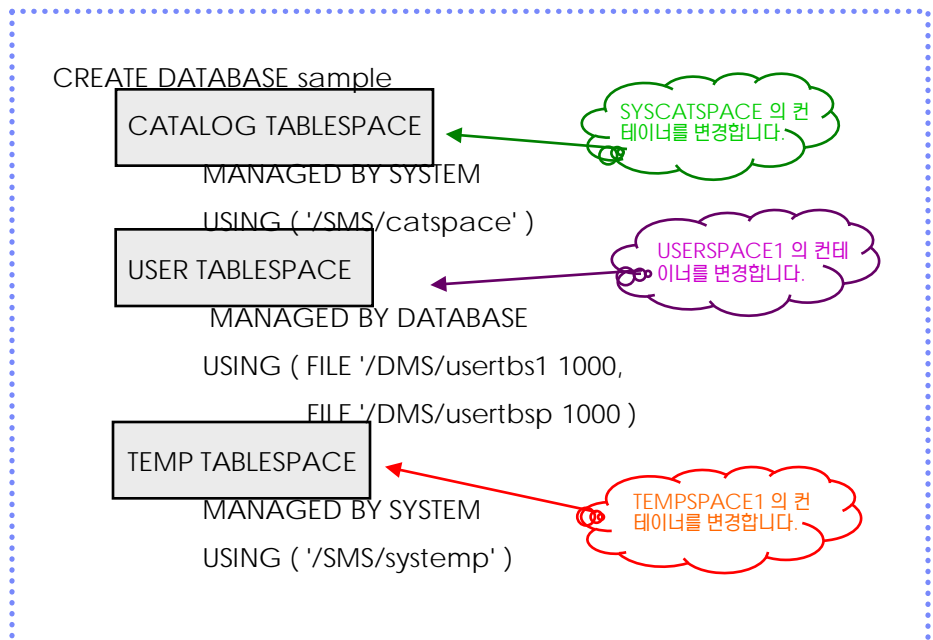 CREATE DATABASE sample
CATALOG TABLESPACE
MANAGED BY SYSTEM
USING ( '/SMS/catspace' )
USER TABLESPACE
MANAGED BY DATABASE
USING ( FILE '/DMS/usertbs1 1000,
FILE '/DMS/usertbsp 1000 )
TEMP TABLESPACE
MANAGED BY SYSTEM
USING ( '/SMS/systemp' )
SYSCATSPACE 의 컨
테이너를 변경합니다.
USERSPACE1 의 컨테
이너를 변경합니다.
TEMPSPACE1 의 컨
테이너를 변경합니다.